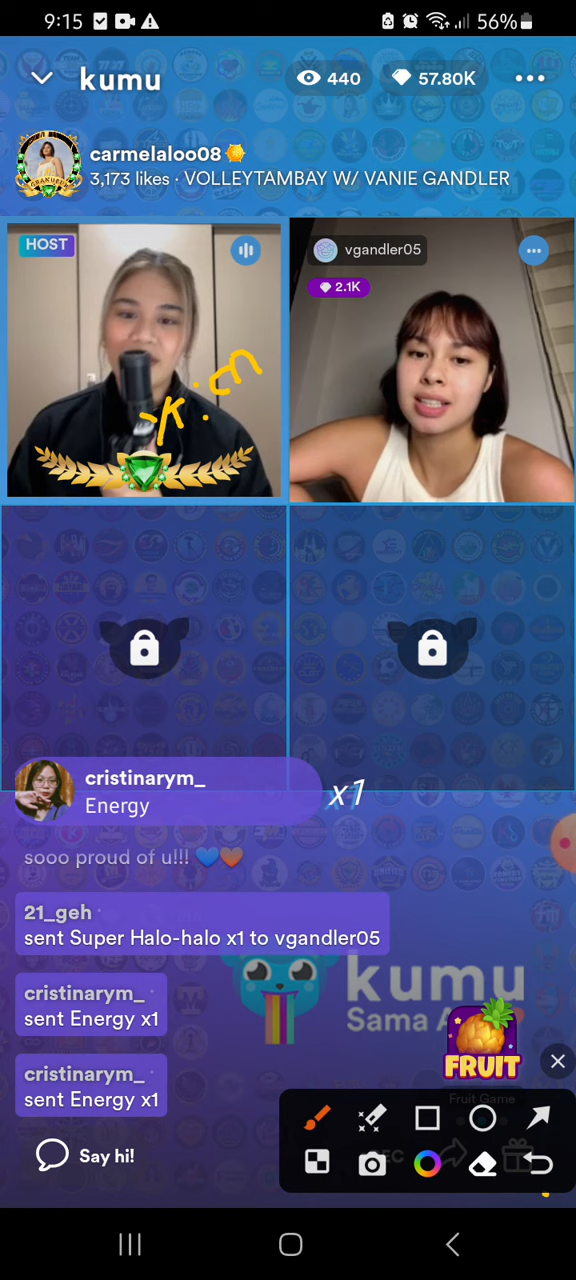 9:15
56%
kumu
440
57.80K
carmelaloo08
3,173 likes · VOLLEYTAMBAY W/ VANIE GANDLER
HOST
vgandler05
2.1K
cristinarym_
Energy
x1
sooo proud of u!!!
21_geh
sent Super Halo-halo x1 to vgandler05
cristinarym_
sent Energy x1
cristinarym_
sent Energy x1
kumu
Sama
FRUIT
Fruit Game
Say hi!